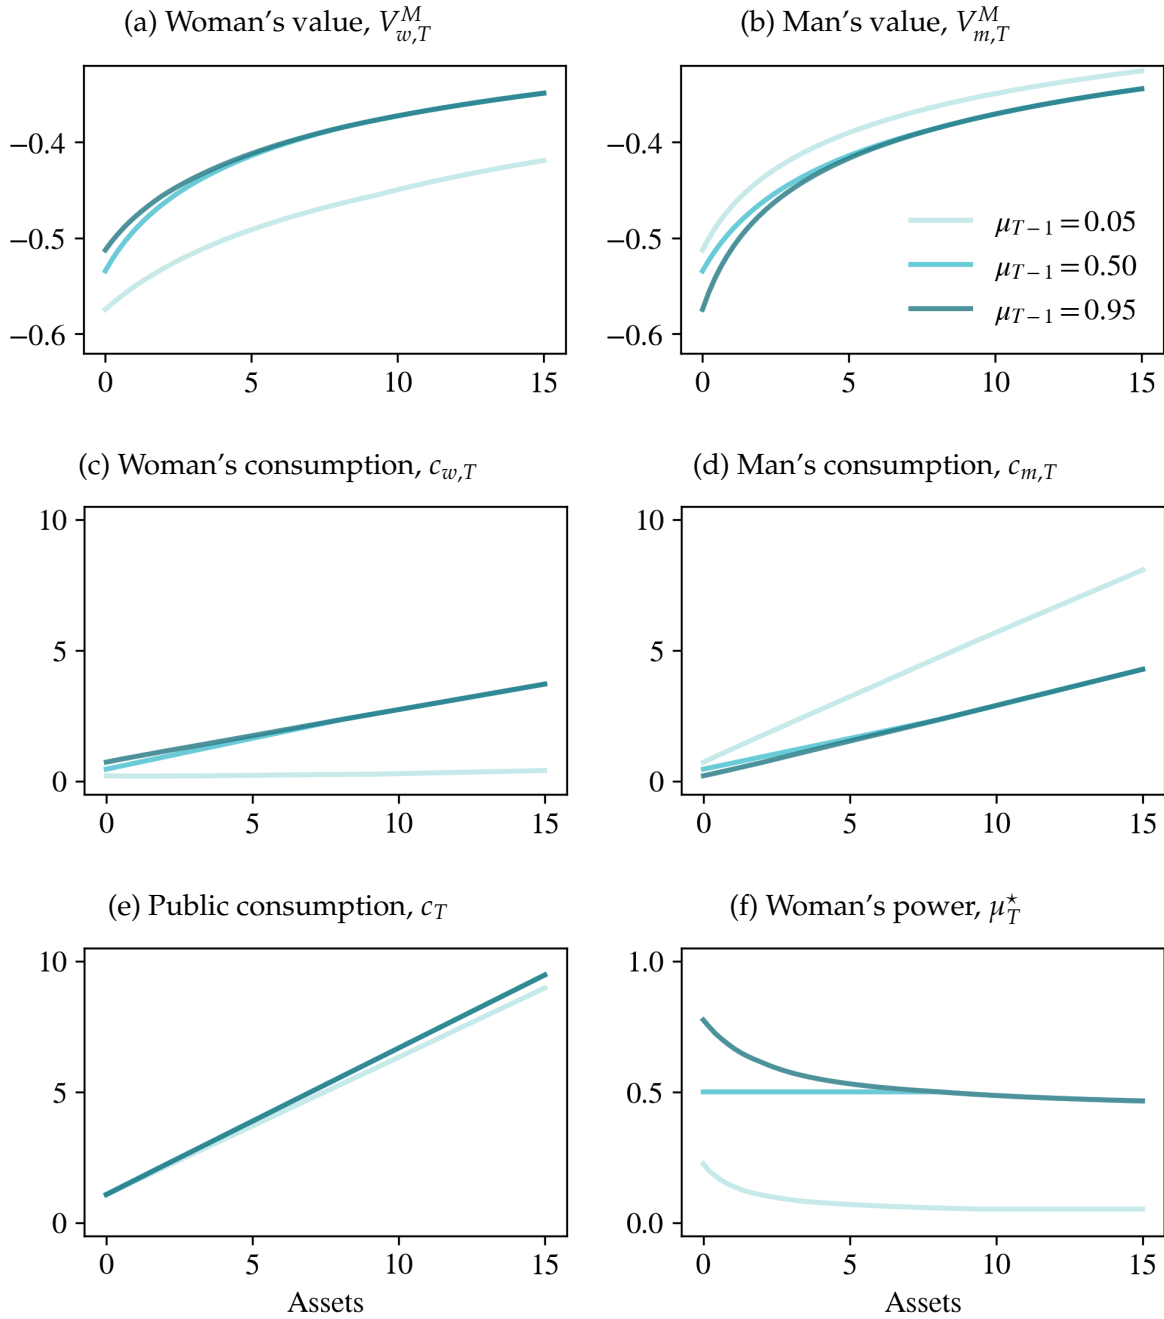 (a) Woman’s value, V^M_{w,T}
−0.4
−0.5
−0.6
0 5 10 15
(b) Man’s value, V^M_{m,T}
−0.4
−0.5
−0.6
μ_{T−1}=0.05
μ_{T−1}=0.50
μ_{T−1}=0.95
0 5 10 15
(c) Woman’s consumption, c_{w,T}
10
5
0
0 5 10 15
(d) Man’s consumption, c_{m,T}
10
5
0
0 5 10 15
(e) Public consumption, c_T
10
5
0
0 5 10 15
Assets
(f) Woman’s power, μ^⋆_T
1.0
0.5
0.0
0 5 10 15
Assets